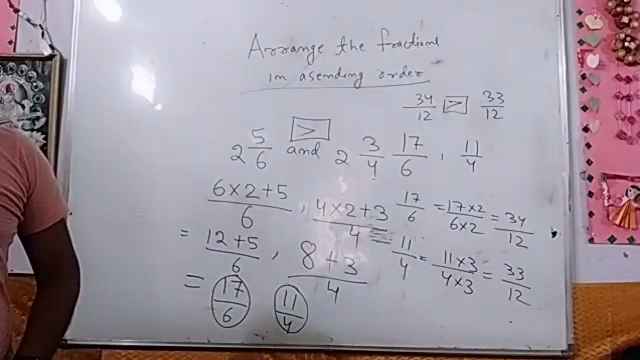 Arrange the fractions
in asending order
34/12 > 33/12
2 5/6 > and 2 3/4 17/6 , 11/4
6×2+5/6 , 4×2+3/4
17/6 = 17×2/6×2 = 34/12
= 12+5/6 , 8+3/4
= 11/4 = 11×3/4×3 = 33/12
= 17/6 11/4